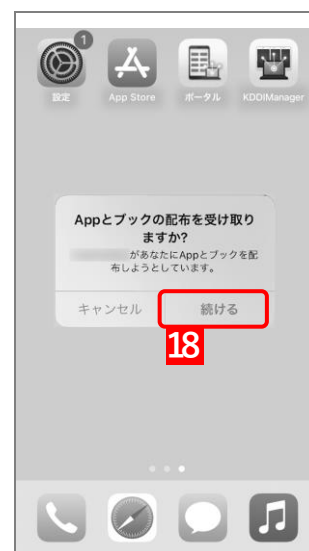 1
設定 App Store ポータル KDDIManager
Appとブックの配布を受け取り
ますか?
があなたにAppとブックを配
布しようとしています。
キャンセル 続ける
18